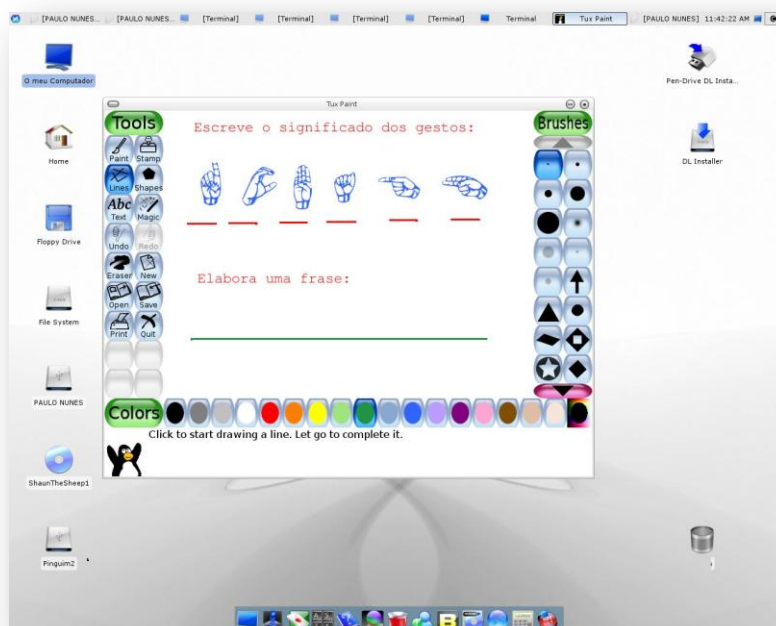 [PAULO NUNES... [PAULO NUNES... [Terminal] [Terminal] [Terminal] [Terminal] Terminal Tux Paint [PAULO NUNES] 11:42:22 AM
O meu Computador
Home
Floppy Drive
File System
PAULO NUNES
ShaunTheSheep1
Pinguim2
Pen-Drive DL Insta...
DL Installer
Tux Paint
Tools
Paint Stamp
Lines Shapes
Abc
Text Magic
Undo Redo
Eraser New
Open Save
Print Quit
Escreve o significado dos gestos:
Elabora uma frase:
Brushes
Colors
Click to start drawing a line. Let go to complete it.